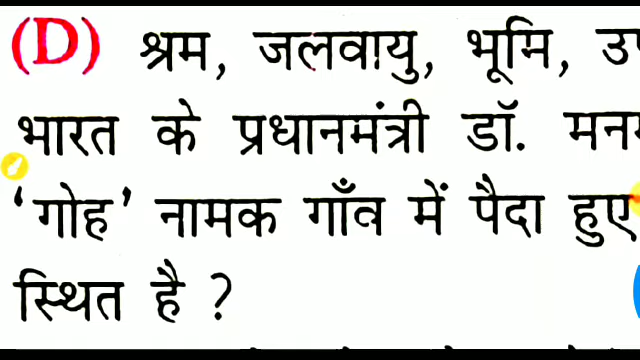 (D) श्रम, जलवायु, भूमि,
भारत के प्रधानमंत्री डॉ.
‘गोह’ नामक गाँव में पैदा हुए
स्थित है ?